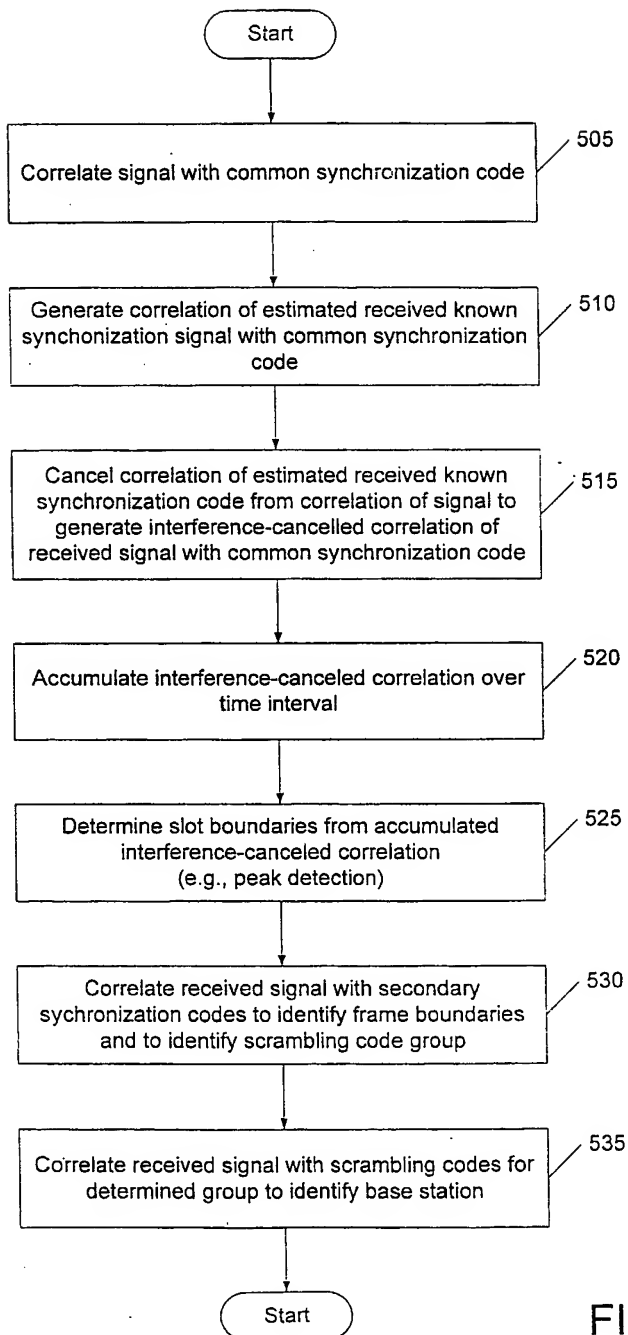 Start
505
Correlate signal with common synchronization code
510
Generate correlation of estimated received known
synchonization signal with common synchronization
code
515
Cancel correlation of estimated received known
synchronization code from correlation of signal to
generate interference-cancelled correlation of
received signal with common synchronization code
520
Accumulate interference-canceled correlation over
time interval
525
Determine slot boundaries from accumulated
interference-canceled correlation
(e.g., peak detection)
530
Correlate received signal with secondary
sychronization codes to identify frame boundaries
and to identify scrambling code group
535
Correlate received signal with scrambling codes for
determined group to identify base station
Start
FI